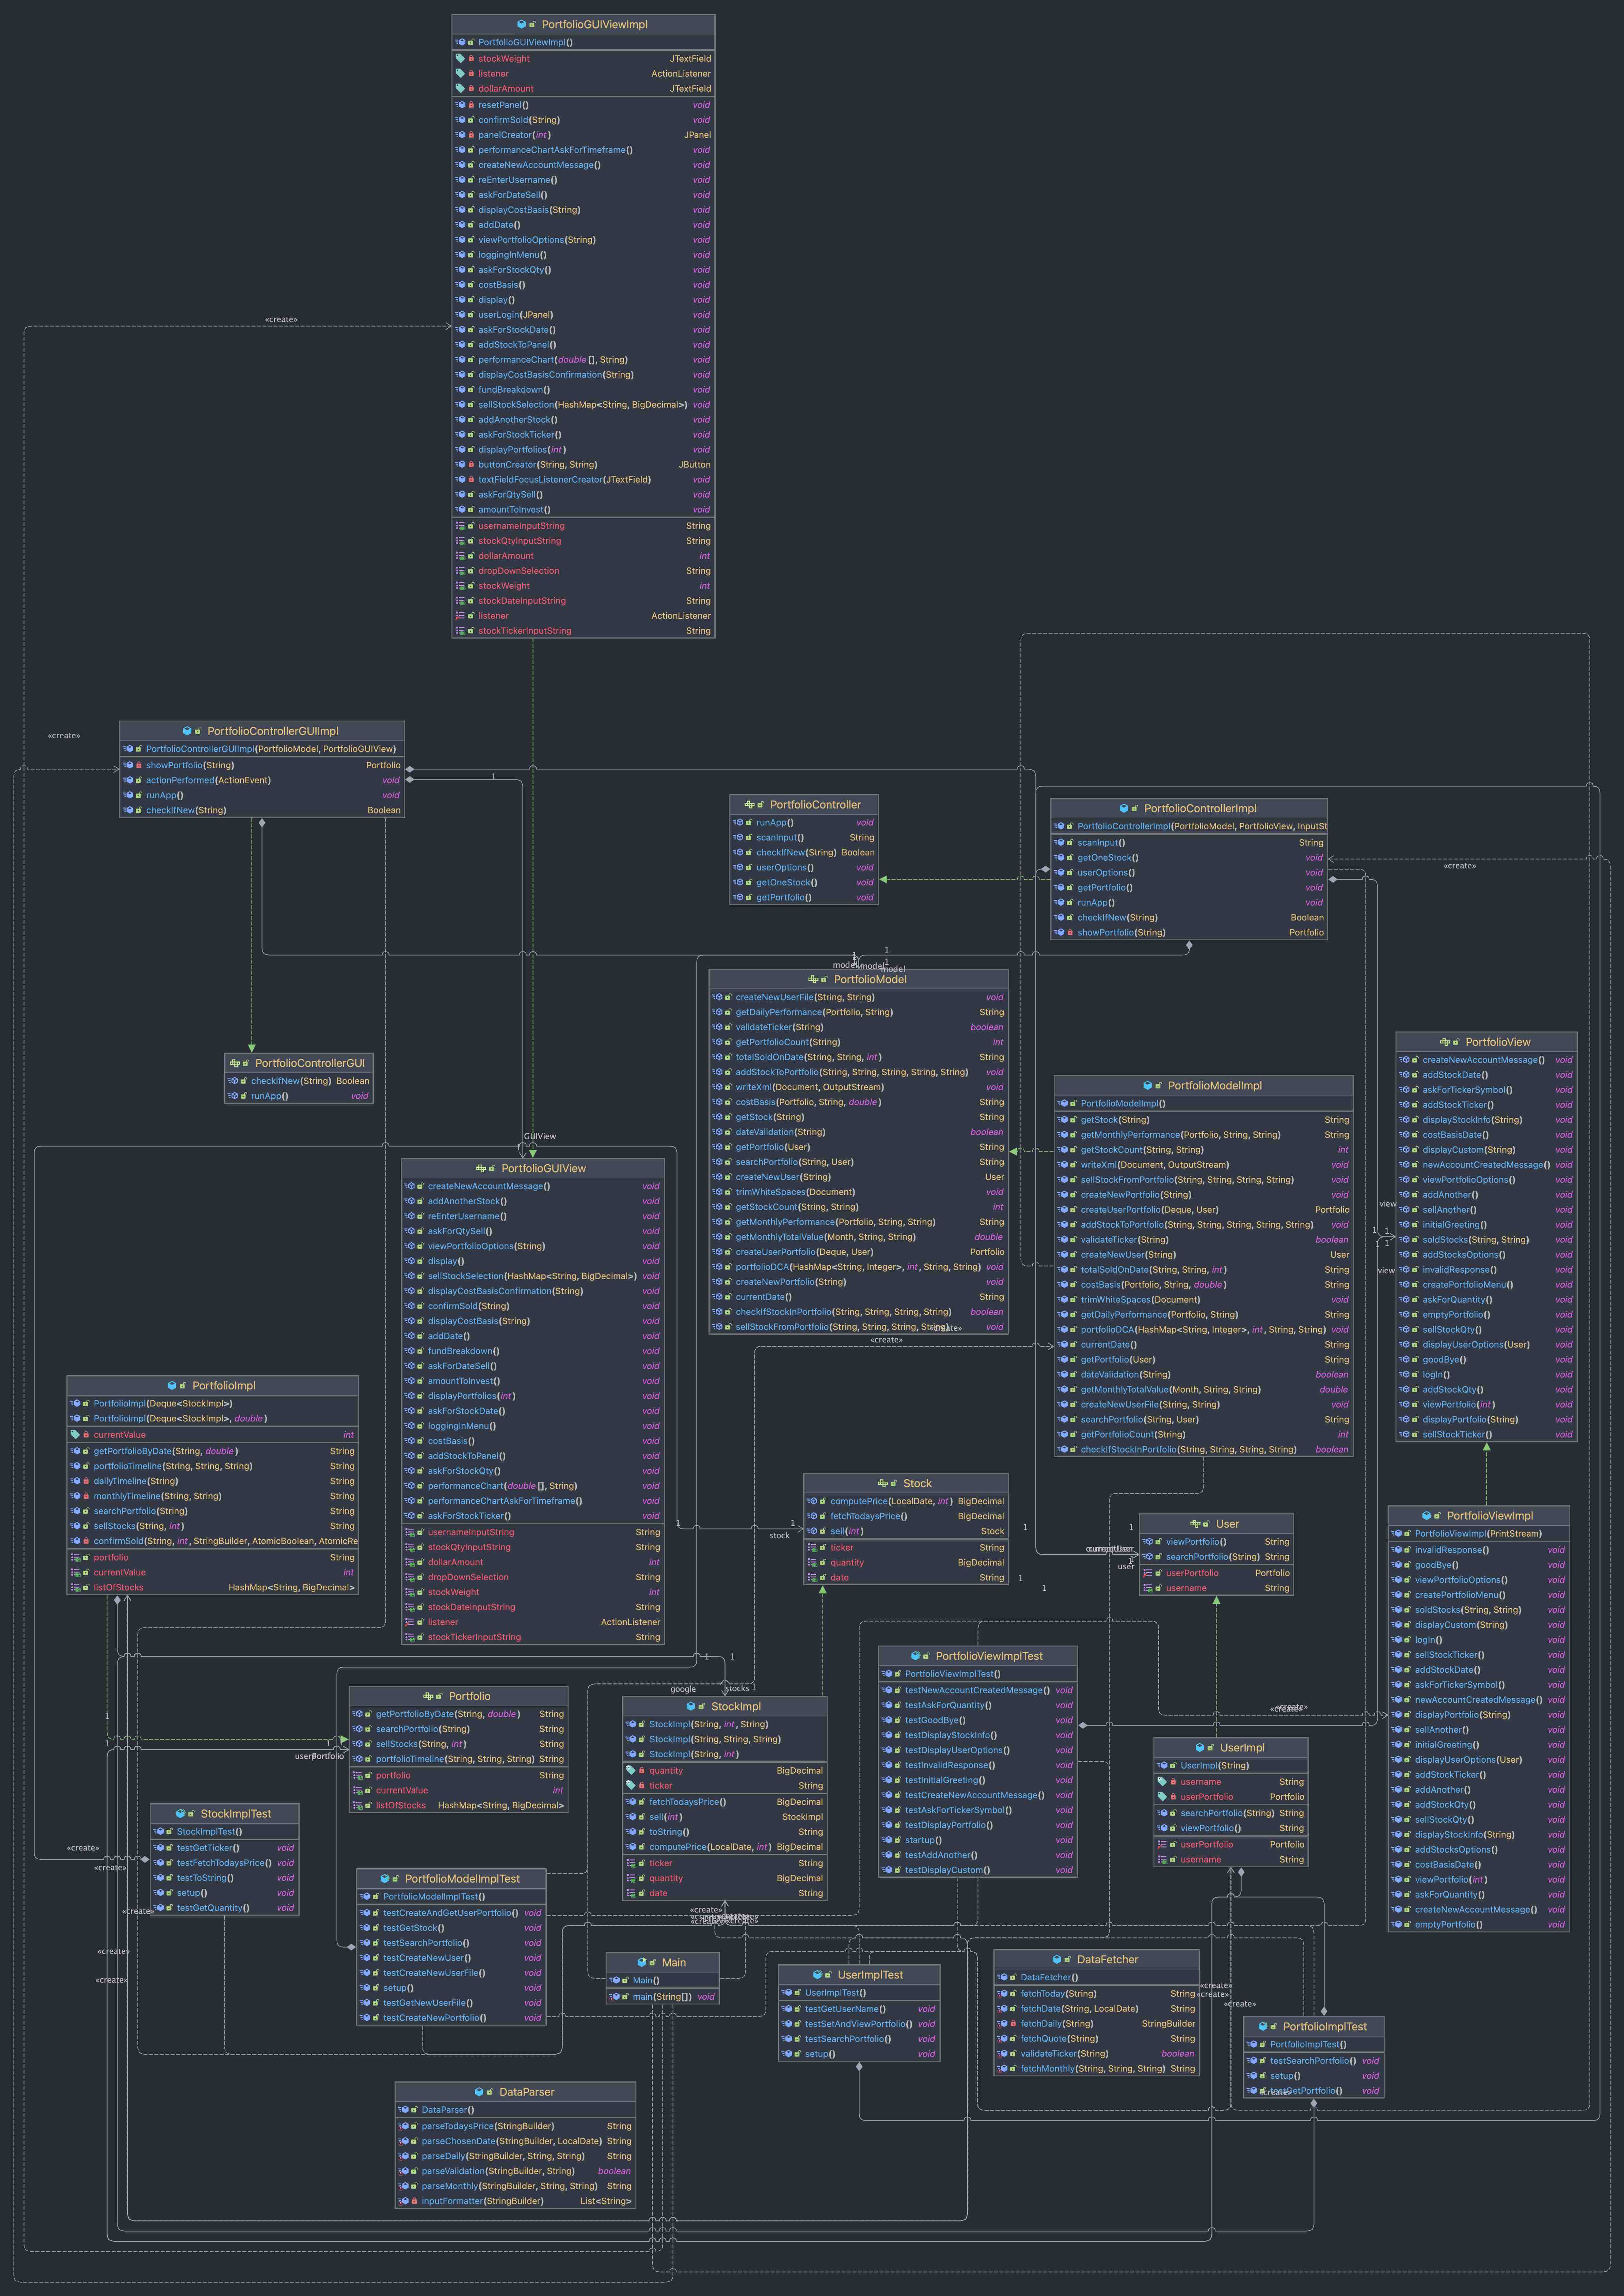 PortfolioGUIViewImpl
PortfolioGUIViewImpl()
stockWeight JTextField
listener ActionListener
dollarAmount JTextField
resetPanel() void
confirmSold(String) void
panelCreator(int) JPanel
performanceChartAskForTimeframe() void
createNewAccountMessage() void
reEnterUsername() void
askForDateSell() void
displayCostBasis(String) void
addDate() void
viewPortfolioOptions(String) void
loggingInMenu() void
askForStockQty() void
costBasis() void
display() void
userLogin(JPanel) void
askForStockDate() void
addStockToPanel() void
performanceChart(double[], String) void
displayCostBasisConfirmation(String) void
fundBreakdown() void
sellStockSelection(HashMap<String, BigDecimal>) void
addAnotherStock() void
askForStockTicker() void
displayPortfolios(int) void
buttonCreator(String, String) JButton
textFieldFocusListenerCreator(JTextField) void
askForQtySell() void
amountToInvest() void
usernameInputString String
stockQtyInputString String
dollarAmount int
dropDownSelection String
stockWeight int
stockDateInputString String
listener ActionListener
stockTickerInputString String
«create»
«create»
PortfolioControllerGUIImpl
PortfolioControllerGUIImpl(PortfolioModel, PortfolioGUIView)
showPortfolio(String) Portfolio
actionPerformed(ActionEvent) void
runApp() void
checkIfNew(String) Boolean
1
PortfolioController
runApp() void
scanInput() String
checkIfNew(String) Boolean
userOptions() void
getOneStock() void
getPortfolio() void
PortfolioControllerImpl
PortfolioControllerImpl(PortfolioModel, PortfolioView, InputSt
scanInput() String
getOneStock() void
userOptions() void
getPortfolio() void
runApp() void
checkIfNew(String) Boolean
showPortfolio(String) Portfolio
«create»
1
1
1
model
model
model
PortfolioModel
createNewUserFile(String, String) void
getDailyPerformance(Portfolio, String) String
validateTicker(String) boolean
getPortfolioCount(String) int
totalSoldOnDate(String, String, int) String
addStockToPortfolio(String, String, String, String, String) void
writeXml(Document, OutputStream) void
costBasis(Portfolio, String, double) String
getStock(String) String
dateValidation(String) boolean
getPortfolio(User) String
searchPortfolio(String, User) String
createNewUser(String) User
trimWhiteSpaces(Document) void
getStockCount(String, String) int
getMonthlyPerformance(Portfolio, String, String) String
getMonthlyTotalValue(Month, String, String) double
createUserPortfolio(Deque, User) Portfolio
portfolioDCA(HashMap<String, Integer>, int, String, String) void
createNewPortfolio(String) void
currentDate() String
checkIfStockInPortfolio(String, String, String, String) boolean
sellStockFromPortfolio(String, String, String, String) void
«create»
«create»
PortfolioControllerGUI
checkIfNew(String) Boolean
runApp() void
PortfolioModelImpl
PortfolioModelImpl()
getStock(String) String
getMonthlyPerformance(Portfolio, String, String) String
getStockCount(String, String) int
writeXml(Document, OutputStream) void
sellStockFromPortfolio(String, String, String, String) void
createNewPortfolio(String) void
createUserPortfolio(Deque, User) Portfolio
addStockToPortfolio(String, String, String, String, String) void
validateTicker(String) boolean
createNewUser(String) User
totalSoldOnDate(String, String, int) String
costBasis(Portfolio, String, double) String
trimWhiteSpaces(Document) void
getDailyPerformance(Portfolio, String) String
portfolioDCA(HashMap<String, Integer>, int, String, String) void
currentDate() String
getPortfolio(User) String
dateValidation(String) boolean
getMonthlyTotalValue(Month, String, String) double
createNewUserFile(String, String) void
searchPortfolio(String, User) String
getPortfolioCount(String) int
checkIfStockInPortfolio(String, String, String, String) boolean
PortfolioView
createNewAccountMessage() void
addStockDate() void
askForTickerSymbol() void
addStockTicker() void
displayStockInfo(String) void
costBasisDate() void
displayCustom(String) void
newAccountCreatedMessage() void
viewPortfolioOptions() void
addAnother() void
sellAnother() void
initialGreeting() void
soldStocks(String, String) void
addStocksOptions() void
invalidResponse() void
createPortfolioMenu() void
askForQuantity() void
emptyPortfolio() void
sellStockQty() void
displayUserOptions(User) void
goodBye() void
logIn() void
addStockQty() void
viewPortfolio(int) void
displayPortfolio(String) void
sellStockTicker() void
view
1 1
1 1
view
GUIView
1
PortfolioGUIView
createNewAccountMessage() void
addAnotherStock() void
reEnterUsername() void
askForQtySell() void
viewPortfolioOptions(String) void
display() void
sellStockSelection(HashMap<String, BigDecimal>) void
displayCostBasisConfirmation(String) void
confirmSold(String) void
displayCostBasis(String) void
addDate() void
fundBreakdown() void
askForDateSell() void
amountToInvest() void
displayPortfolios(int) void
askForStockDate() void
loggingInMenu() void
costBasis() void
addStockToPanel() void
askForStockQty() void
performanceChart(double[], String) void
performanceChartAskForTimeframe() void
askForStockTicker() void
usernameInputString String
stockQtyInputString String
dollarAmount int
dropDownSelection String
stockWeight int
stockDateInputString String
listener ActionListener
stockTickerInputString String
PortfolioImpl
PortfolioImpl(Deque<StockImpl>)
PortfolioImpl(Deque<StockImpl>, double)
currentValue int
getPortfolioByDate(String, double) String
portfolioTimeline(String, String, String) String
dailyTimeline(String) String
monthlyTimeline(String, String) String
searchPortfolio(String) String
sellStocks(String, int) String
confirmSold(String, int, StringBuilder, AtomicBoolean, AtomicRe
portfolio String
currentValue int
listOfStocks HashMap<String, BigDecimal>
Stock
computePrice(LocalDate, int) BigDecimal
fetchTodaysPrice() BigDecimal
sell(int) Stock
ticker String
quantity BigDecimal
date String
1
1
stock
User
viewPortfolio() String
searchPortfolio(String) String
userPortfolio Portfolio
username String
1
1
user
1
1
PortfolioViewImpl
PortfolioViewImpl(PrintStream)
invalidResponse() void
goodBye() void
viewPortfolioOptions() void
createPortfolioMenu() void
soldStocks(String, String) void
displayCustom(String) void
logIn() void
sellStockTicker() void
addStockDate() void
askForTickerSymbol() void
newAccountCreatedMessage() void
displayPortfolio(String) void
sellAnother() void
initialGreeting() void
displayUserOptions(User) void
addStockTicker() void
addAnother() void
addStockQty() void
sellStockQty() void
displayStockInfo(String) void
addStocksOptions() void
costBasisDate() void
viewPortfolio(int) void
askForQuantity() void
createNewAccountMessage() void
emptyPortfolio() void
PortfolioViewImplTest
PortfolioViewImplTest()
testNewAccountCreatedMessage() void
testAskForQuantity() void
testGoodBye() void
testDisplayStockInfo() void
testDisplayUserOptions() void
testInvalidResponse() void
testInitialGreeting() void
testCreateNewAccountMessage() void
testAskForTickerSymbol() void
testDisplayPortfolio() void
startup() void
testAddAnother() void
testDisplayCustom() void
«create»
Portfolio
getPortfolioByDate(String, double) String
searchPortfolio(String) String
sellStocks(String, int) String
portfolioTimeline(String, String, String) String
portfolio String
currentValue int
listOfStocks HashMap<String, BigDecimal>
1
1
1
1
google
stocks
1
StockImpl
StockImpl(String, int, String)
StockImpl(String, String, String)
StockImpl(String, int)
quantity BigDecimal
ticker String
fetchTodaysPrice() BigDecimal
sell(int) StockImpl
toString() String
computePrice(LocalDate, int) BigDecimal
ticker String
quantity BigDecimal
date String
UserImpl
UserImpl(String)
username String
userPortfolio Portfolio
searchPortfolio(String) String
viewPortfolio() String
userPortfolio Portfolio
username String
StockImplTest
StockImplTest()
testGetTicker() void
testFetchTodaysPrice() void
testToString() void
setup() void
testGetQuantity() void
«create»
«create»
«create»
«create»
«create»
PortfolioModelImplTest
PortfolioModelImplTest()
testCreateAndGetUserPortfolio() void
testGetStock() void
testSearchPortfolio() void
testCreateNewUser() void
testCreateNewUserFile() void
setup() void
testGetNewUserFile() void
testCreateNewPortfolio() void
«create»
Main
Main()
main(String[]) void
UserImplTest
UserImplTest()
testGetUserName() void
testSetAndViewPortfolio() void
testSearchPortfolio() void
setup() void
DataFetcher
DataFetcher()
fetchToday(String) String
fetchDate(String, LocalDate) String
fetchDaily(String) StringBuilder
fetchQuote(String) String
validateTicker(String) boolean
fetchMonthly(String, String, String) String
«create»
«create»
«create»
PortfolioImplTest
PortfolioImplTest()
testSearchPortfolio() void
setup() void
testGetPortfolio() void
«create»
DataParser
DataParser()
parseTodaysPrice(StringBuilder) String
parseChosenDate(StringBuilder, LocalDate) String
parseDaily(StringBuilder, String, String) String
parseValidation(StringBuilder, String) boolean
parseMonthly(StringBuilder, String, String) String
inputFormatter(StringBuilder) List<String>